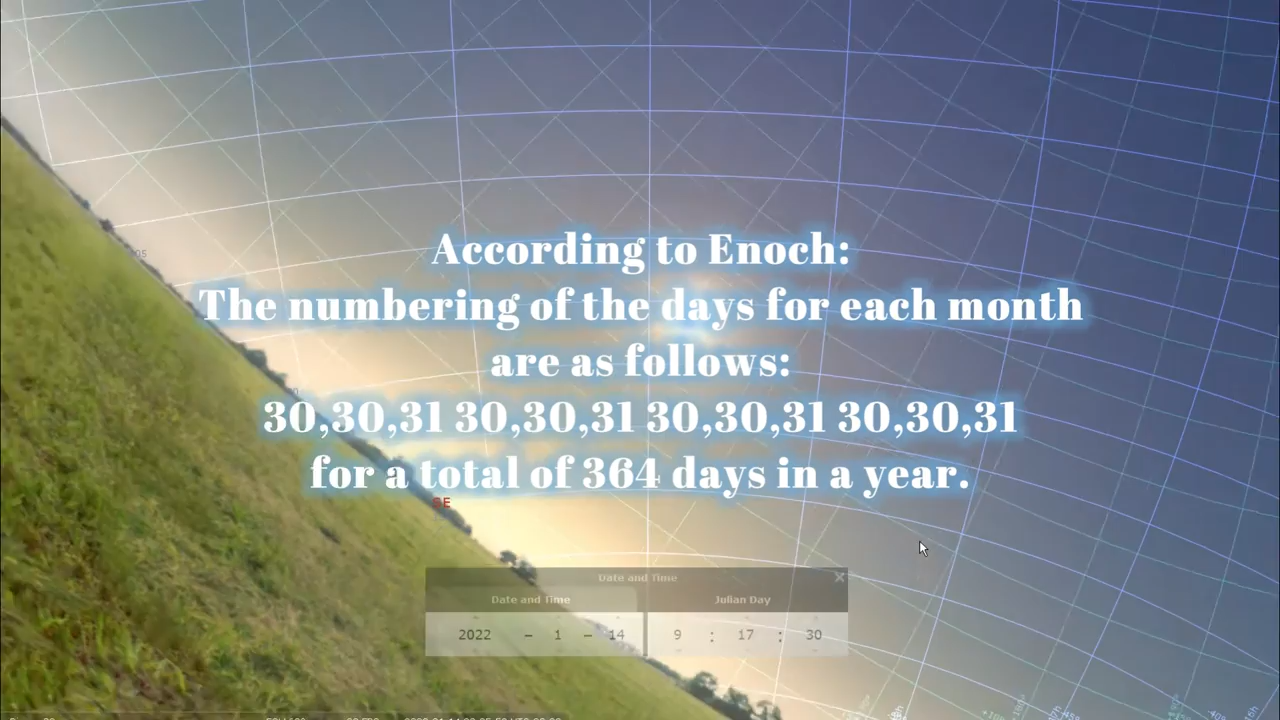 According to Enoch:
The numbering of the days for each month
are as follows:
30,30,31 30,30,31 30,30,31 30,30,31
for a total of 364 days in a year.
SE
Date and Time
Date and Time Julian Day
2022 – 1 – 14 9 : 17 : 30